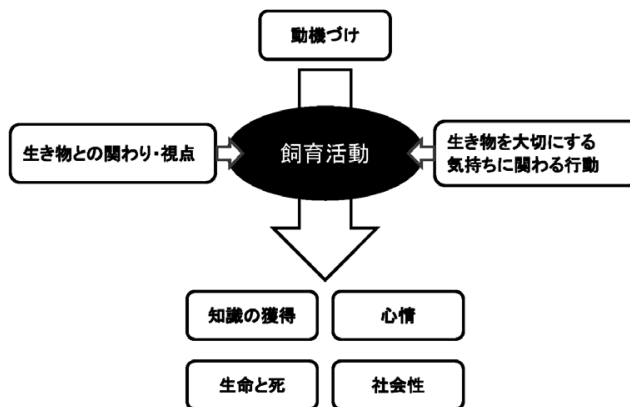 動機づけ
生き物との関わり・視点
飼育活動
生き物を大切にする
気持ちに関わる行動
知識の獲得
心情
生命と死
社会性